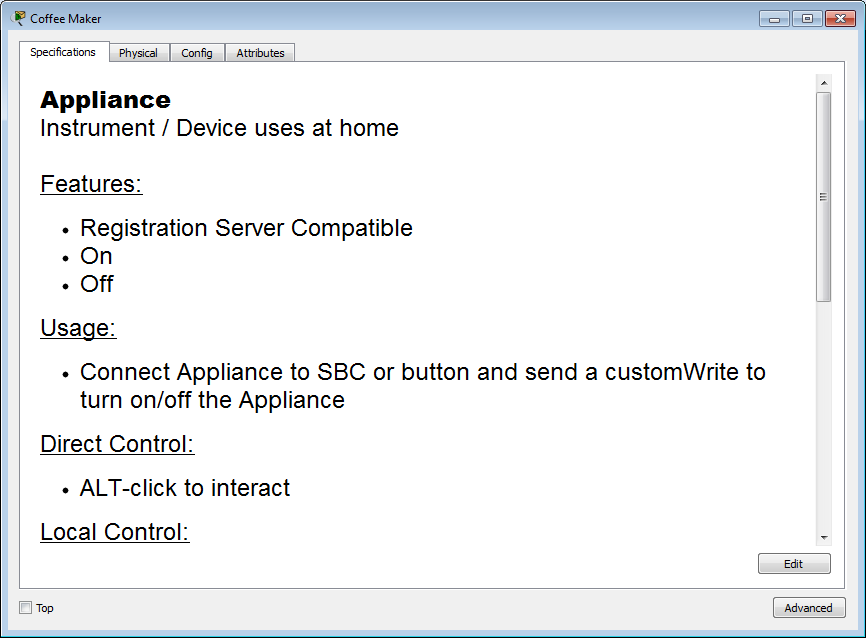 Coffee Maker
Specifications Physical Config Attributes
Appliance
Instrument / Device uses at home
Features:
Registration Server Compatible
On
Off
Usage:
Connect Appliance to SBC or button and send a customWrite to
turn on/off the Appliance
Direct Control:
ALT-click to interact
Local Control:
Edit
Top
Advanced